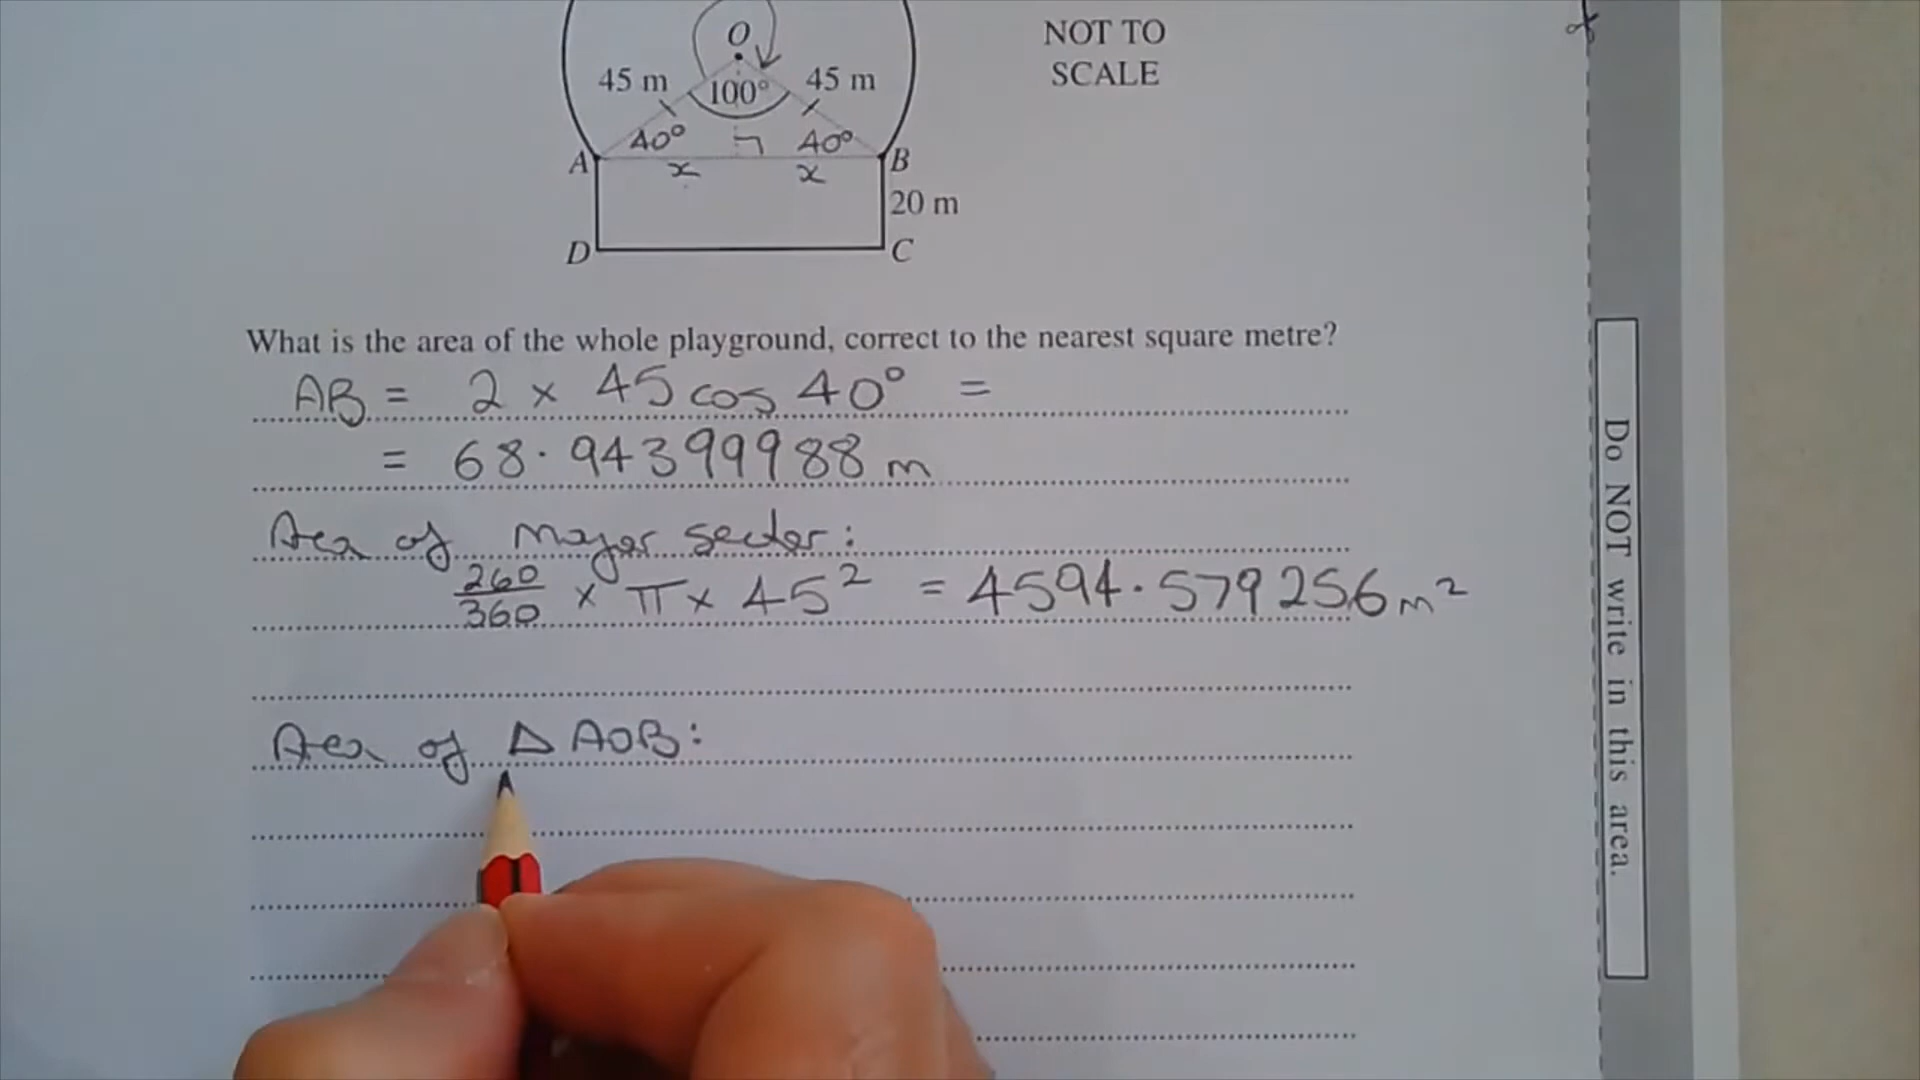 O
NOT TO
SCALE
45 m
100°
45 m
40°
40°
A
x
x
B
20 m
D
C
What is the area of the whole playground, correct to the nearest square metre?
AB = 2 × 45 cos 40° =
= 68.94399988 m
Area of major sector:
260/360 × π × 45² = 4594.579256 m²
Area of △ AOB:
Do NOT write in this area.